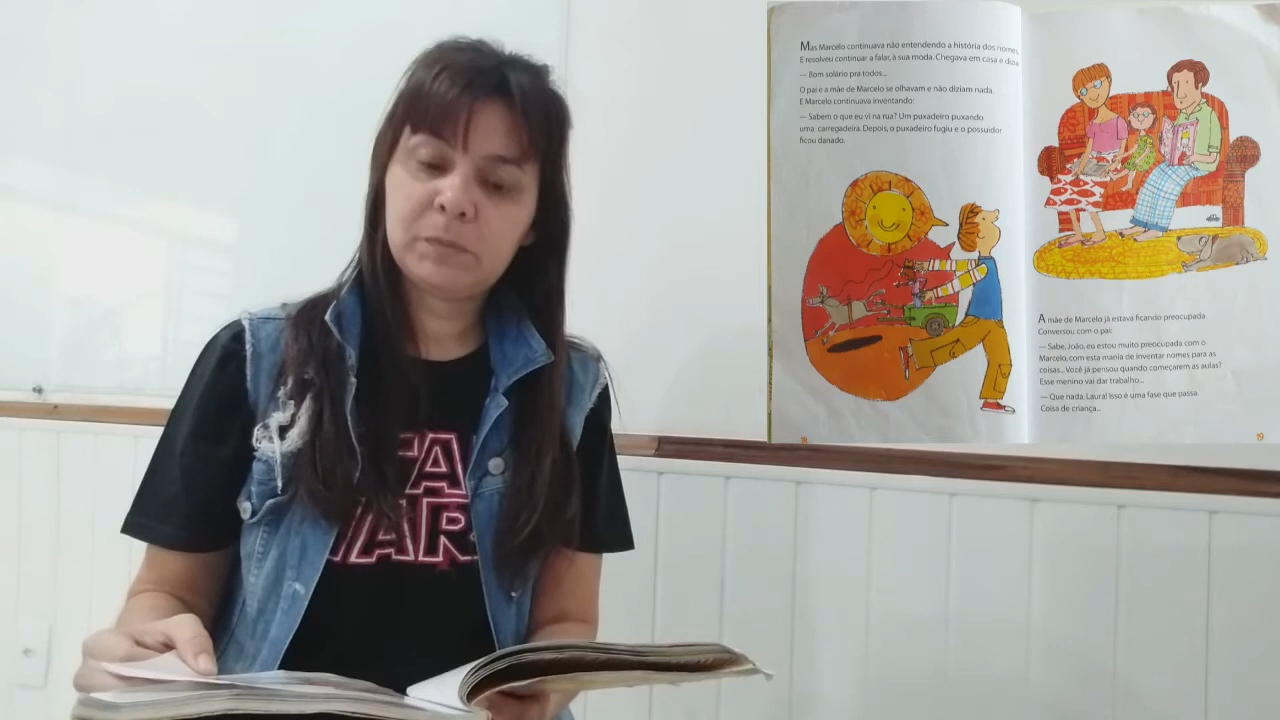 Mas Marcelo continuava não entendendo a história dos nomes.
E resolveu continuar a falar, à sua moda. Chegava em casa e dizia
— Bom solário pra todos...
O pai e a mãe de Marcelo se olhavam e não diziam nada.
E Marcelo continuava inventando:
— Sabem o que eu vi na rua? Um puxadeiro puxando
uma carregadeira. Depois, o puxadeiro fugiu e o possuidor
ficou danado.
18
A mãe de Marcelo já estava ficando preocupada.
Conversou com o pai:
— Sabe, João, eu estou muito preocupada com o
Marcelo, com esta mania de inventar nomes para as
coisas... Você já pensou quando começarem as aulas?
Esse menino vai dar trabalho...
— Que nada, Laura! Isso é uma fase que passa.
Coisa de criança...
19
TA
WAR